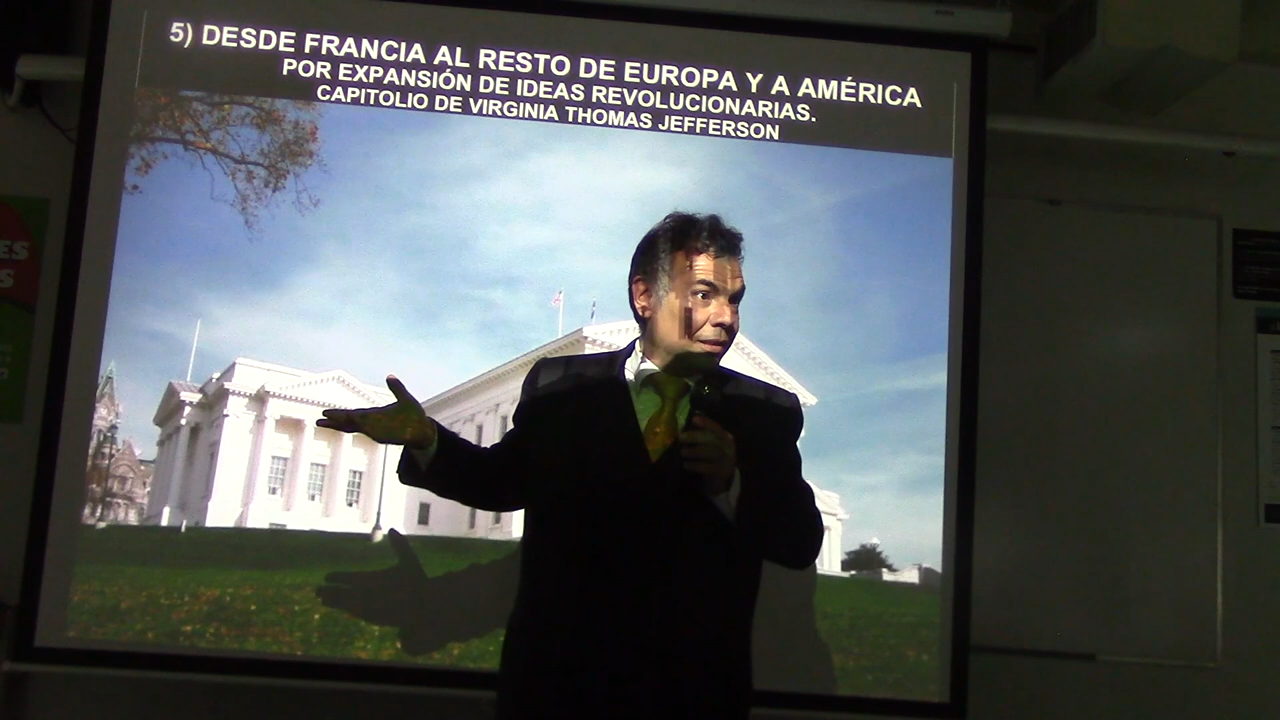 5) DESDE FRANCIA AL RESTO DE EUROPA Y A AMÉRICA
POR EXPANSIÓN DE IDEAS REVOLUCIONARIAS.
CAPITOLIO DE VIRGINIA THOMAS JEFFERSON